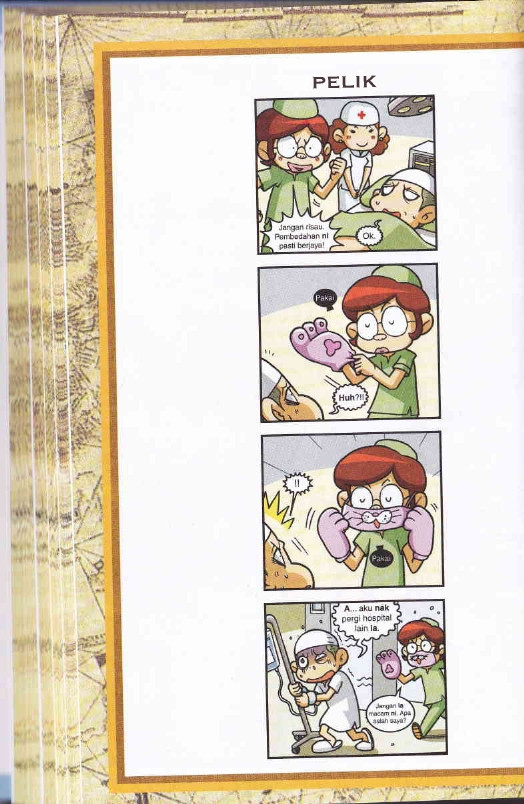 PELIK
Jangan risau.
Pembedahan ni
pasti berjaya!
Ok.
Pakai
Huh?!!
!!
Pakai
A... aku nak
pergi hospital
lain la.
Jangan la
macam ni. Apa
salah saya?